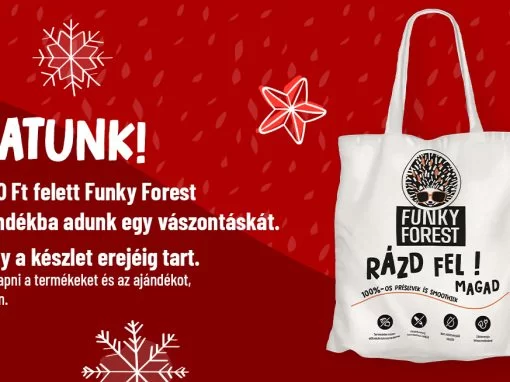 ATUNK!
0 Ft felett Funky Forest
ndékba adunk egy vászontáskát.
y a készlet erejéig tart.
apni a termékeket és az ajándékot,
n.
FUNKY
FOREST
RÁZD FEL !
MAGAD
100%-OS PRÉSLEVEK ÉS SMOOTHIEK